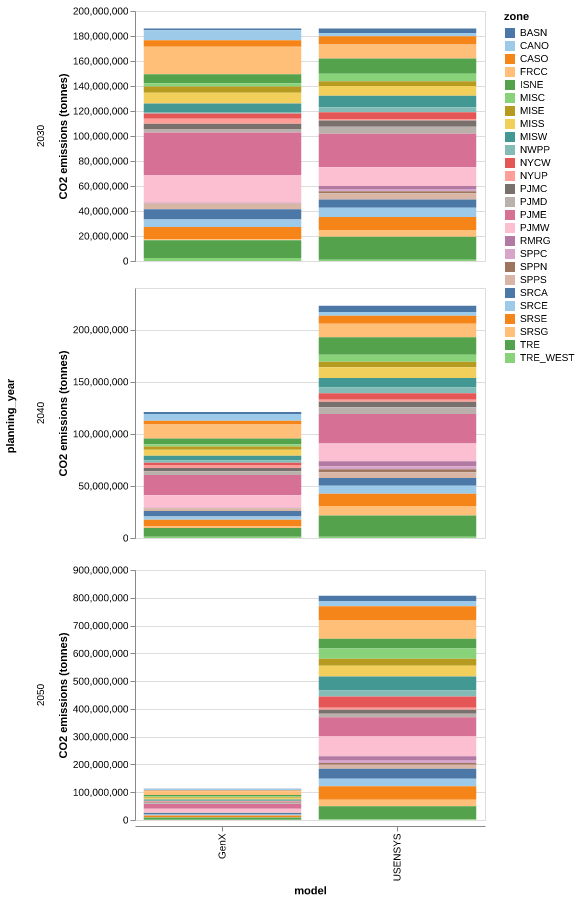 planning_year
2030
CO2 emissions (tonnes)
200,000,000
180,000,000
160,000,000
140,000,000
120,000,000
100,000,000
80,000,000
60,000,000
40,000,000
20,000,000
0
2040
CO2 emissions (tonnes)
200,000,000
150,000,000
100,000,000
50,000,000
0
2050
CO2 emissions (tonnes)
900,000,000
800,000,000
700,000,000
600,000,000
500,000,000
400,000,000
300,000,000
200,000,000
100,000,000
0
GenX
USENSYS
model
zone
BASN
CANO
CASO
FRCC
ISNE
MISC
MISE
MISS
MISW
NWPP
NYCW
NYUP
PJMC
PJMD
PJME
PJMW
RMRG
SPPC
SPPN
SPPS
SRCA
SRCE
SRSE
SRSG
TRE
TRE_WEST